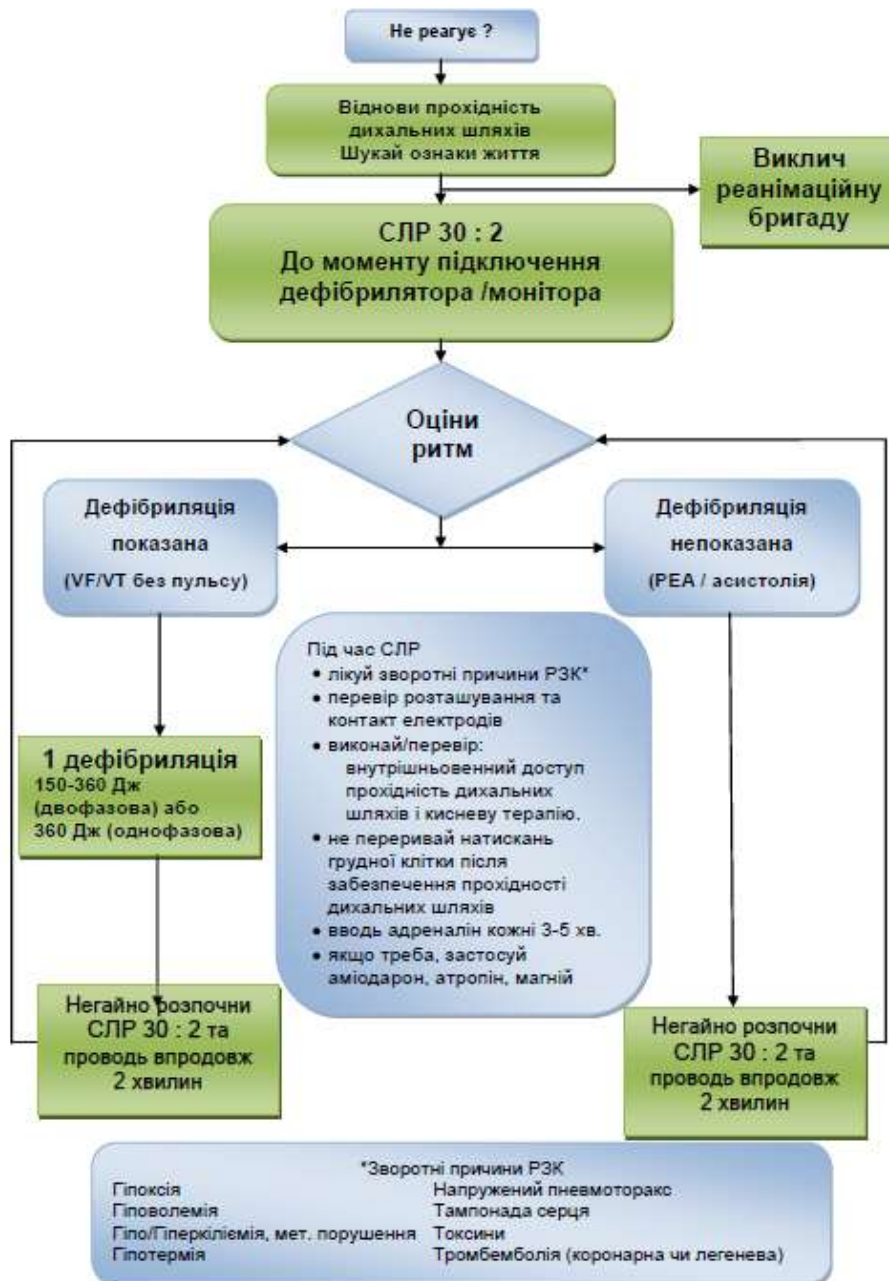 Не реагує ?
Віднови прохідність
дихальних шляхів
Шукай ознаки життя
Виклич
реанімаційну
бригаду
СЛР 30 : 2
До моменту підключення
дефібрилятора /монітора
Оціни
ритм
Дефібриляція
показана
(VF/VT без пульсу)
Дефібриляція
непоказана
(PEA / асистолія)
Під час СЛР
• лікуй зворотні причини РЗК*
• перевір розташування та
контакт електродів
• виконай/перевір:
внутрішньовенний доступ
прохідність дихальних
шляхів і кисневу терапію.
• не переривай натискань
грудної клітки після
забезпечення прохідності
дихальних шляхів
• вводь адреналін кожні 3-5 хв.
• якщо треба, застосуй
аміодарон, атропін, магній
1 дефібриляція
150-360 Дж
(двофазова) або
360 Дж (однофазова)
Негайно розпочни
СЛР 30 : 2 та
проводь впродовж
2 хвилин
Негайно розпочни
СЛР 30 : 2 та
проводь впродовж
2 хвилин
*Зворотні причини РЗК
Гіпоксія Напружений пневмоторакс
Гіповолемія Тампонада серця
Гіпо/Гіперкіліємія, мет. порушення Токсини
Гіпотермія Тромбемболія (коронарна чи легенева)